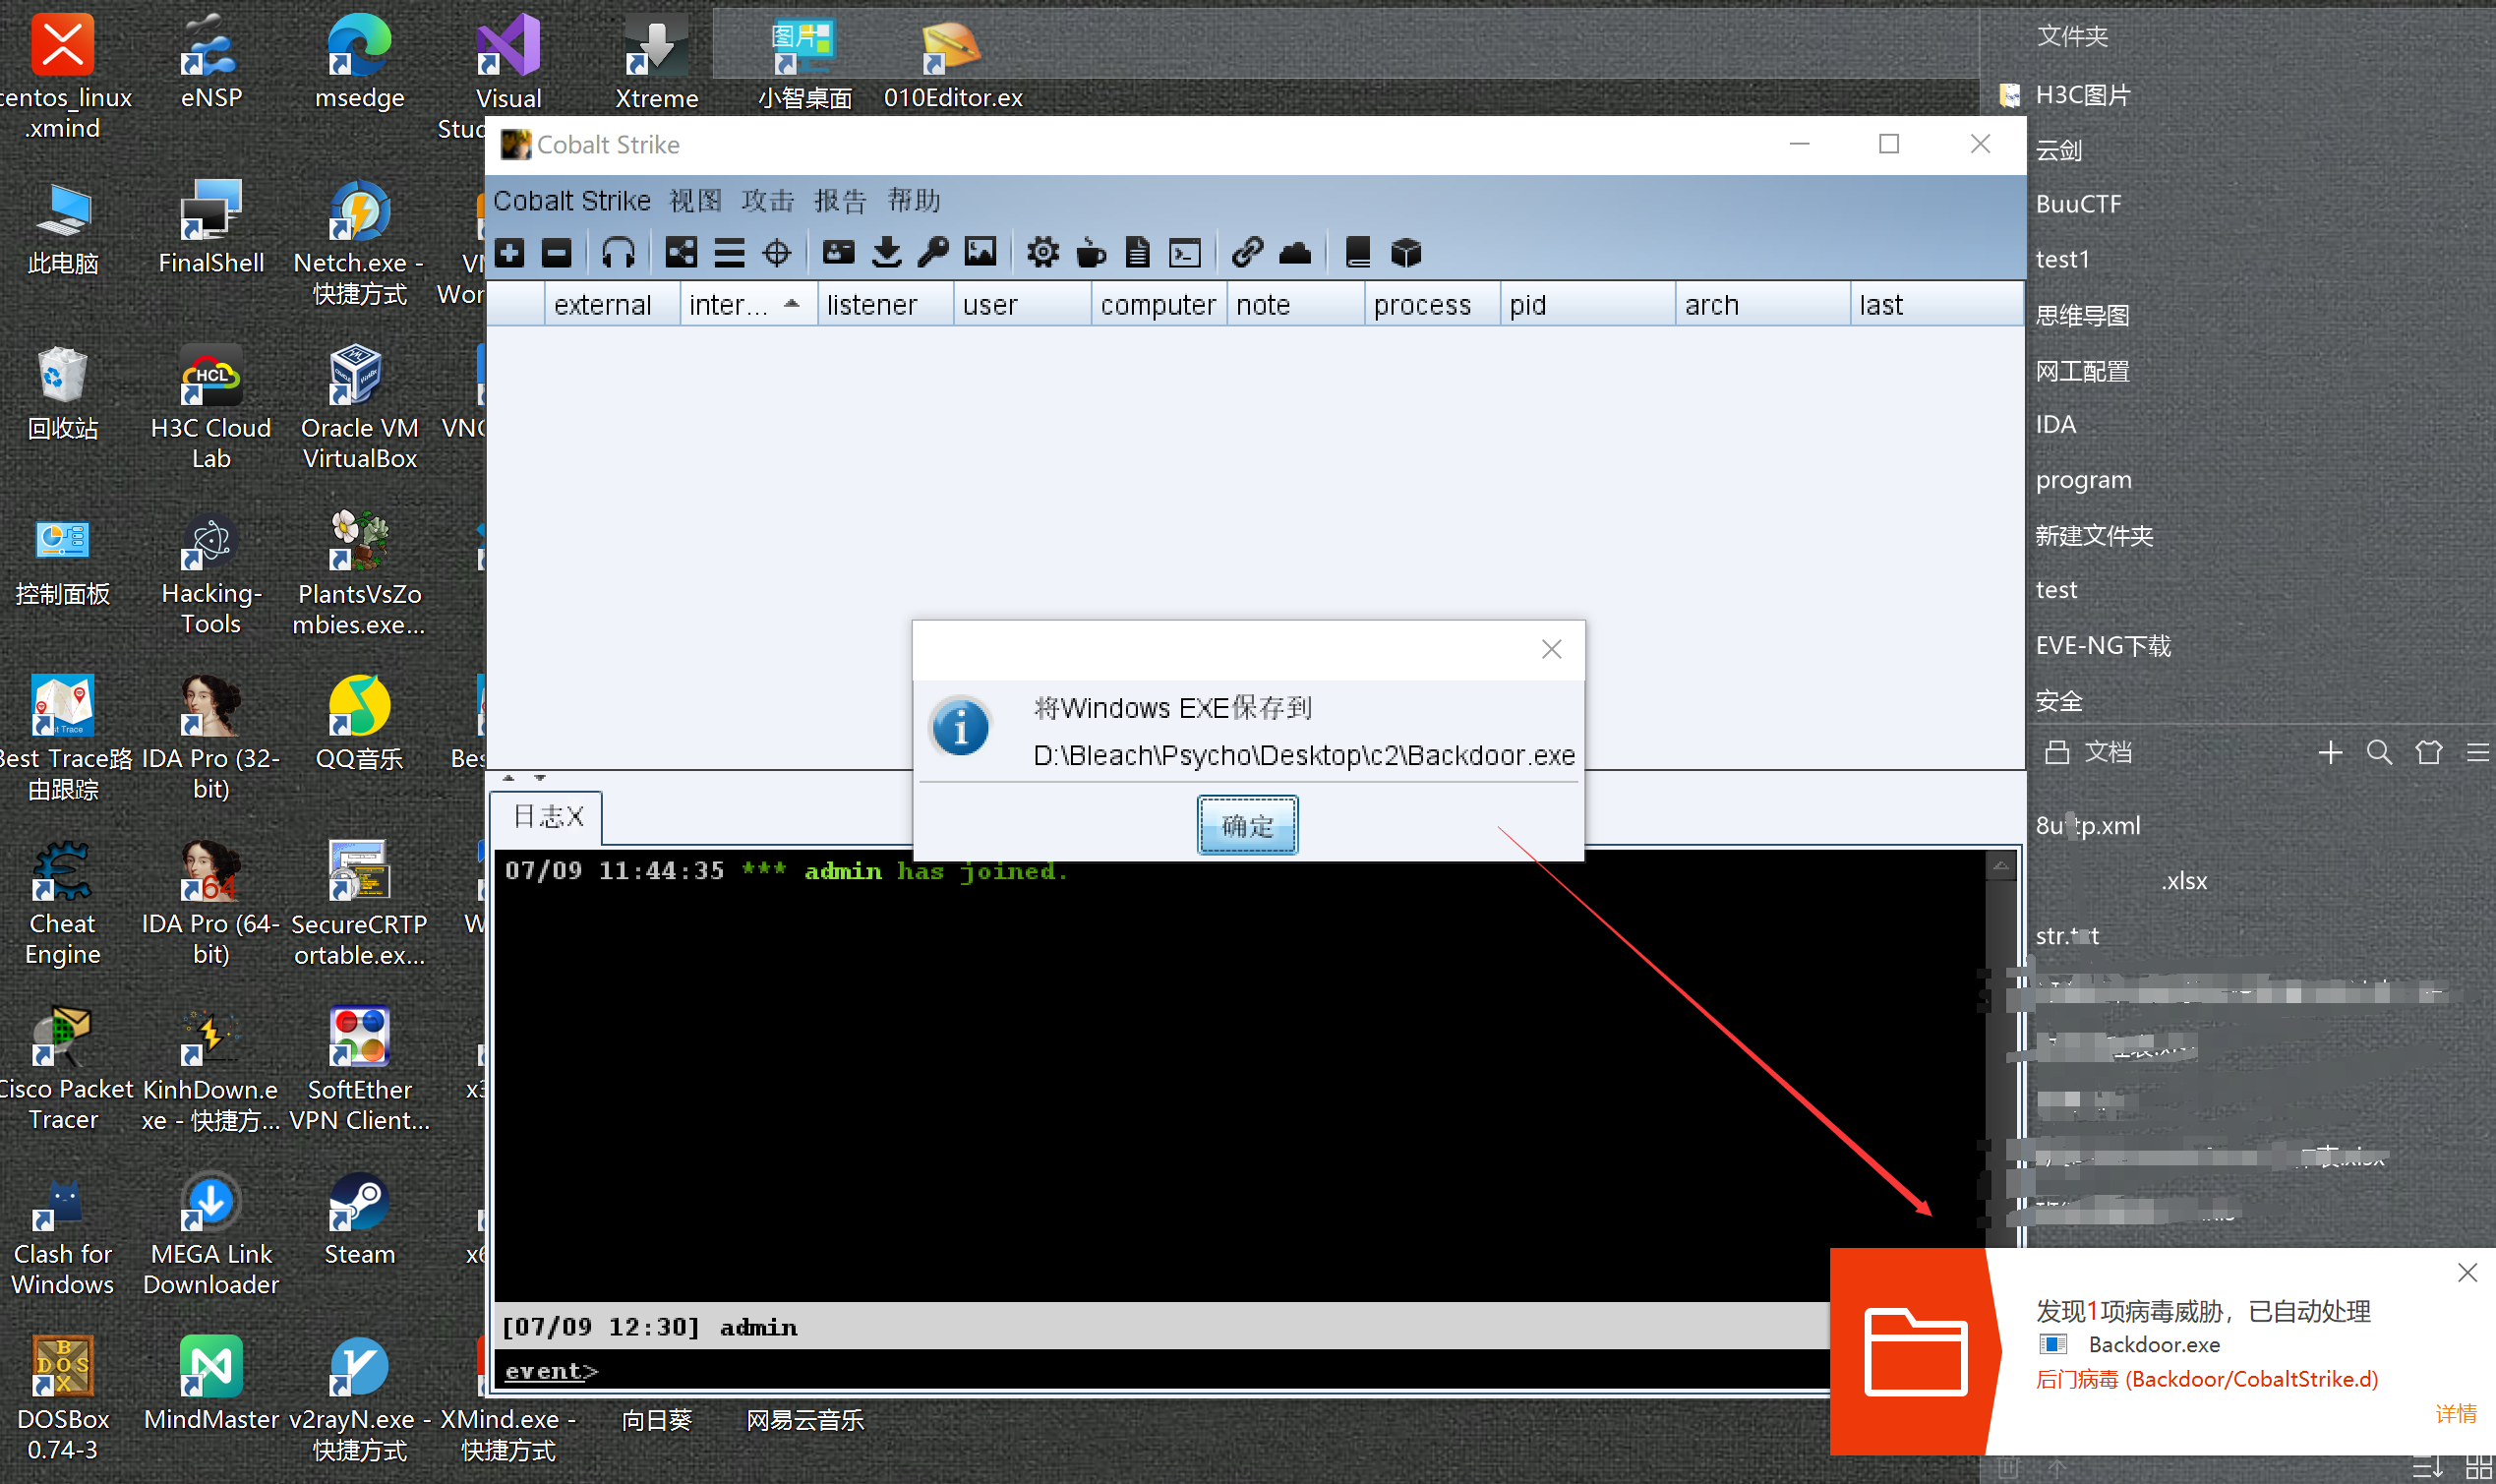 centos_linux
.xmind
eNSP
msedge
Visual
Stud
Xtreme
图片
小智桌面
010Editor.ex
此电脑
FinalShell
Netch.exe -
快捷方式
回收站
HCL
H3C Cloud
Lab
Oracle VM
VirtualBox
VNC
控制面板
Hacking-
Tools
PlantsVsZo
mbies.exe...
Best Trace路
由跟踪
IDA Pro (32-
bit)
QQ音乐
Bes
Cheat
Engine
64
IDA Pro (64-
bit)
SecureCRTP
ortable.ex...
Cisco Packet
Tracer
KinhDown.e
xe - 快捷方...
SoftEther
VPN Client...
Clash for
Windows
MEGA Link
Downloader
Steam
DOSBox
0.74-3
MindMaster
v2rayN.exe -
快捷方式
XMind.exe -
快捷方式
向日葵
网易云音乐
Cobalt Strike
Cobalt Strike 视图 攻击 报告 帮助
external inter... listener user computer note process pid arch last
将Windows EXE保存到
D:\Bleach\Psycho\Desktop\c2\Backdoor.exe
确定
日志X
07/09 11:44:35 *** admin has joined.
[07/09 12:30] admin
event>
文件夹
H3C图片
云剑
BuuCTF
test1
思维导图
网工配置
IDA
program
新建文件夹
test
EVE-NG下载
安全
文档
.xlsx
发现1项病毒威胁，已自动处理
Backdoor.exe
后门病毒 (Backdoor/CobaltStrike.d)
详情